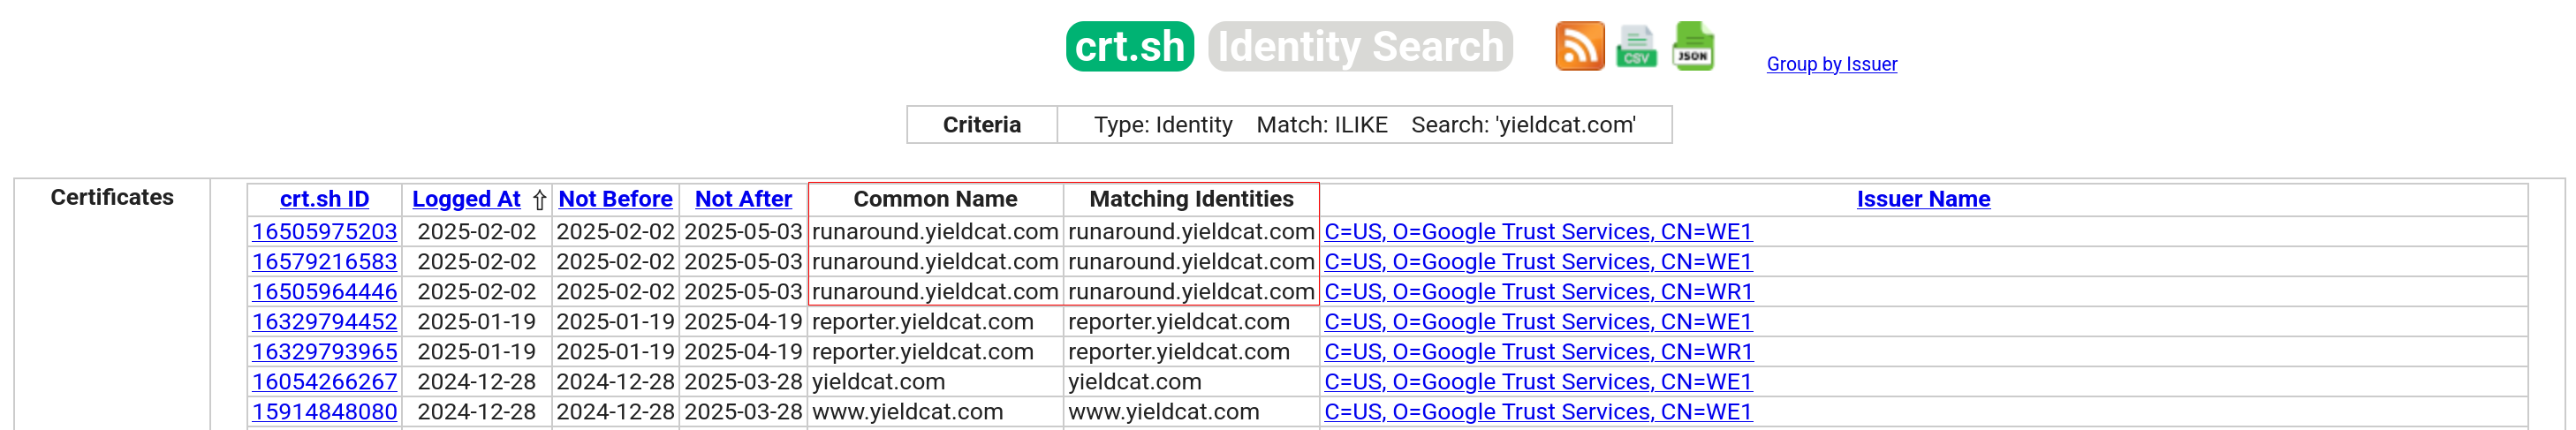 crt.sh Identity Search CSV JSON Group by Issuer
Criteria Type: Identity Match: ILIKE Search: 'yieldcat.com'
Certificates crt.sh ID Logged At ⇧ Not Before Not After Common Name Matching Identities Issuer Name
16505975203 2025-02-02 2025-02-02 2025-05-03 runaround.yieldcat.com runaround.yieldcat.com C=US, O=Google Trust Services, CN=WE1
16579216583 2025-02-02 2025-02-02 2025-05-03 runaround.yieldcat.com runaround.yieldcat.com C=US, O=Google Trust Services, CN=WE1
16505964446 2025-02-02 2025-02-02 2025-05-03 runaround.yieldcat.com runaround.yieldcat.com C=US, O=Google Trust Services, CN=WR1
16329794452 2025-01-19 2025-01-19 2025-04-19 reporter.yieldcat.com reporter.yieldcat.com C=US, O=Google Trust Services, CN=WE1
16329793965 2025-01-19 2025-01-19 2025-04-19 reporter.yieldcat.com reporter.yieldcat.com C=US, O=Google Trust Services, CN=WR1
16054266267 2024-12-28 2024-12-28 2025-03-28 yieldcat.com yieldcat.com C=US, O=Google Trust Services, CN=WE1
15914848080 2024-12-28 2024-12-28 2025-03-28 www.yieldcat.com www.yieldcat.com C=US, O=Google Trust Services, CN=WE1